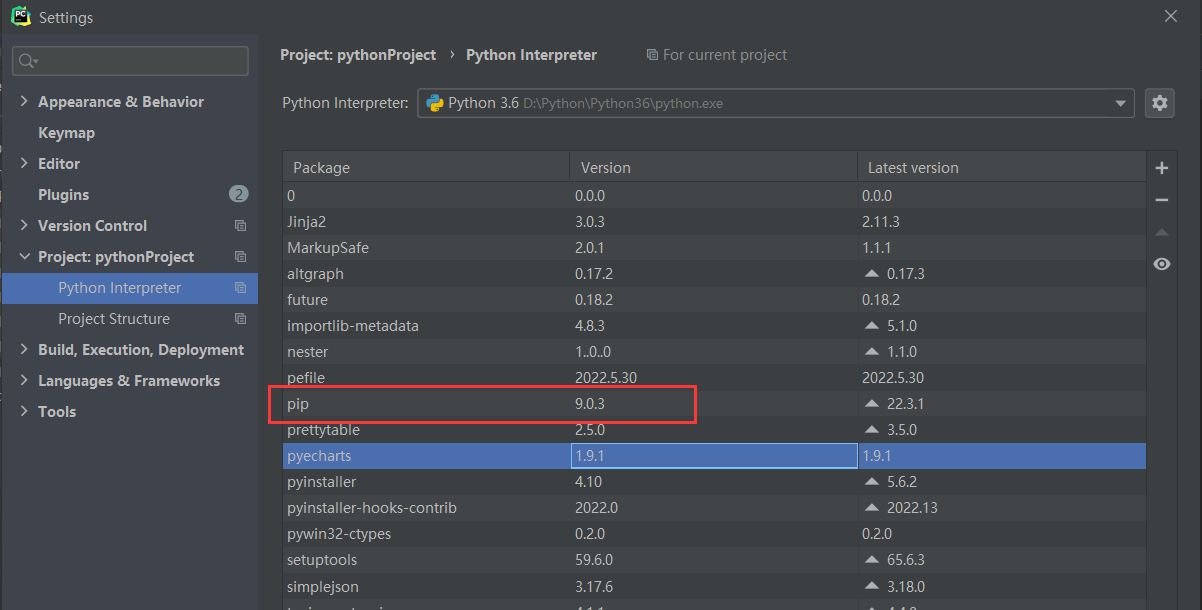 PC Settings
Project: pythonProject › Python Interpreter For current project
Python Interpreter: Python 3.6 D:\Python\Python36\python.exe
Appearance & Behavior
Keymap
Editor
Plugins 2
Version Control
Project: pythonProject
Python Interpreter
Project Structure
Build, Execution, Deployment
Languages & Frameworks
Tools
Package Version Latest version
0 0.0.0 0.0.0
Jinja2 3.0.3 2.11.3
MarkupSafe 2.0.1 1.1.1
altgraph 0.17.2 0.17.3
future 0.18.2 0.18.2
importlib-metadata 4.8.3 5.1.0
nester 1..0..0 1.1.0
pefile 2022.5.30 2022.5.30
pip 9.0.3 22.3.1
prettytable 2.5.0 3.5.0
pyecharts 1.9.1 1.9.1
pyinstaller 4.10 5.6.2
pyinstaller-hooks-contrib 2022.0 2022.13
pywin32-ctypes 0.2.0 0.2.0
setuptools 59.6.0 65.6.3
simplejson 3.17.6 3.18.0